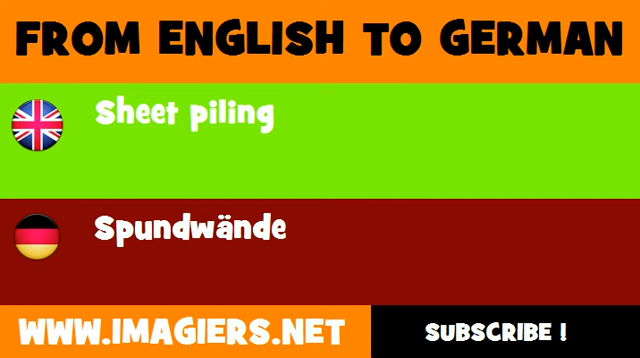 FROM ENGLISH TO GERMAN
Sheet piling
Spundwände
WWW.IMAGIERS.NET
SUBSCRIBE !